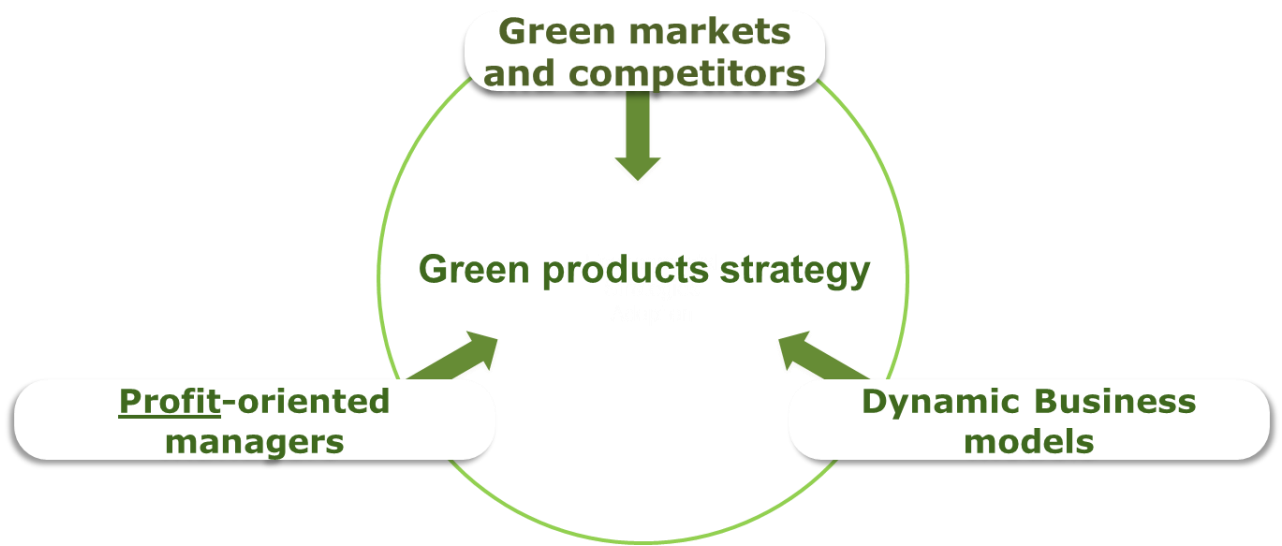 Green markets
and competitors
Green products strategy
Profit-oriented
managers
Dynamic Business
models